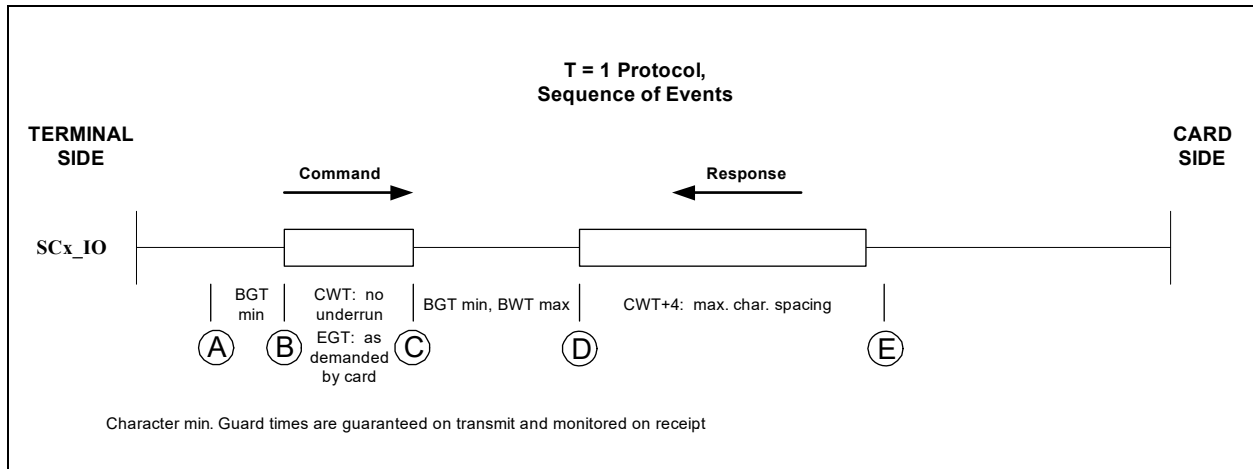 T = 1 Protocol,
Sequence of Events
TERMINAL
SIDE
CARD
SIDE
Command
Response
SCx_IO
BGT
min
CWT: no
underrun
EGT: as
demanded
by card
BGT min, BWT max
CWT+4: max. char. spacing
A
B
C
D
E
Character min. Guard times are guaranteed on transmit and monitored on receipt